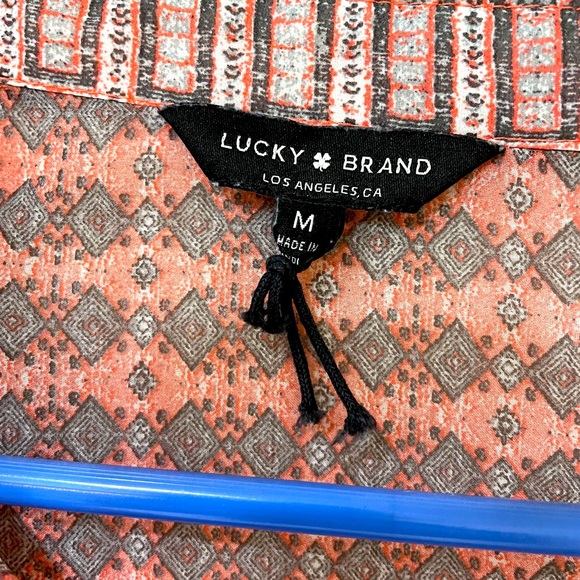 LUCKY BRAND
LOS ANGELES, CA
M
MADE IN